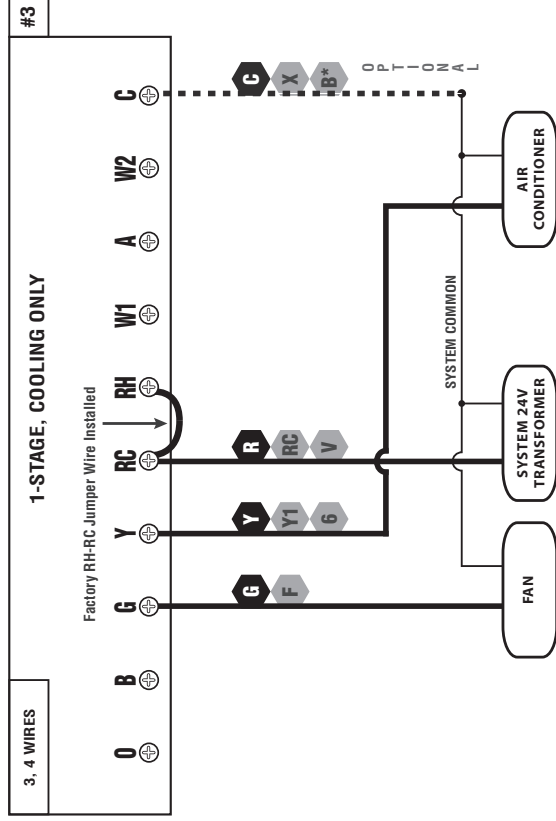 3, 4 WIRES
1-STAGE, COOLING ONLY
#3
Factory RH-RC Jumper Wire Installed
O B G Y RC RH W1 A W2 C
G
F
Y
Y1
6
R
RC
V
C
X
B*
OPTIONAL
SYSTEM COMMON
FAN
SYSTEM 24V
TRANSFORMER
AIR
CONDITIONER